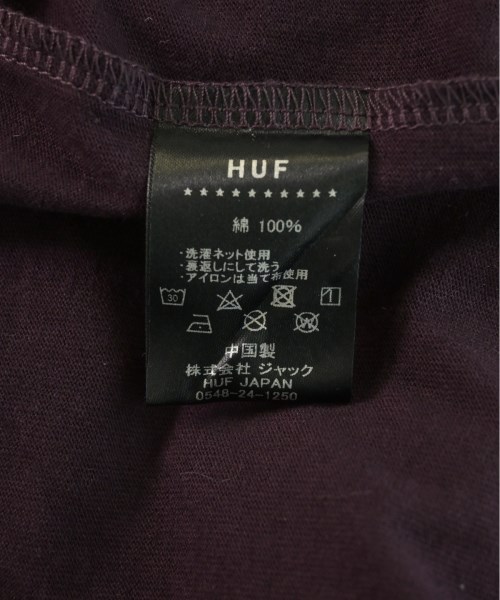 HUF
★★★★★★★★★★
綿 100%
・洗濯ネット使用
・裏返しにして洗う
・アイロンは当て布使用
30
中国製
株式会社 ジャック
HUF JAPAN
0548-24-1250